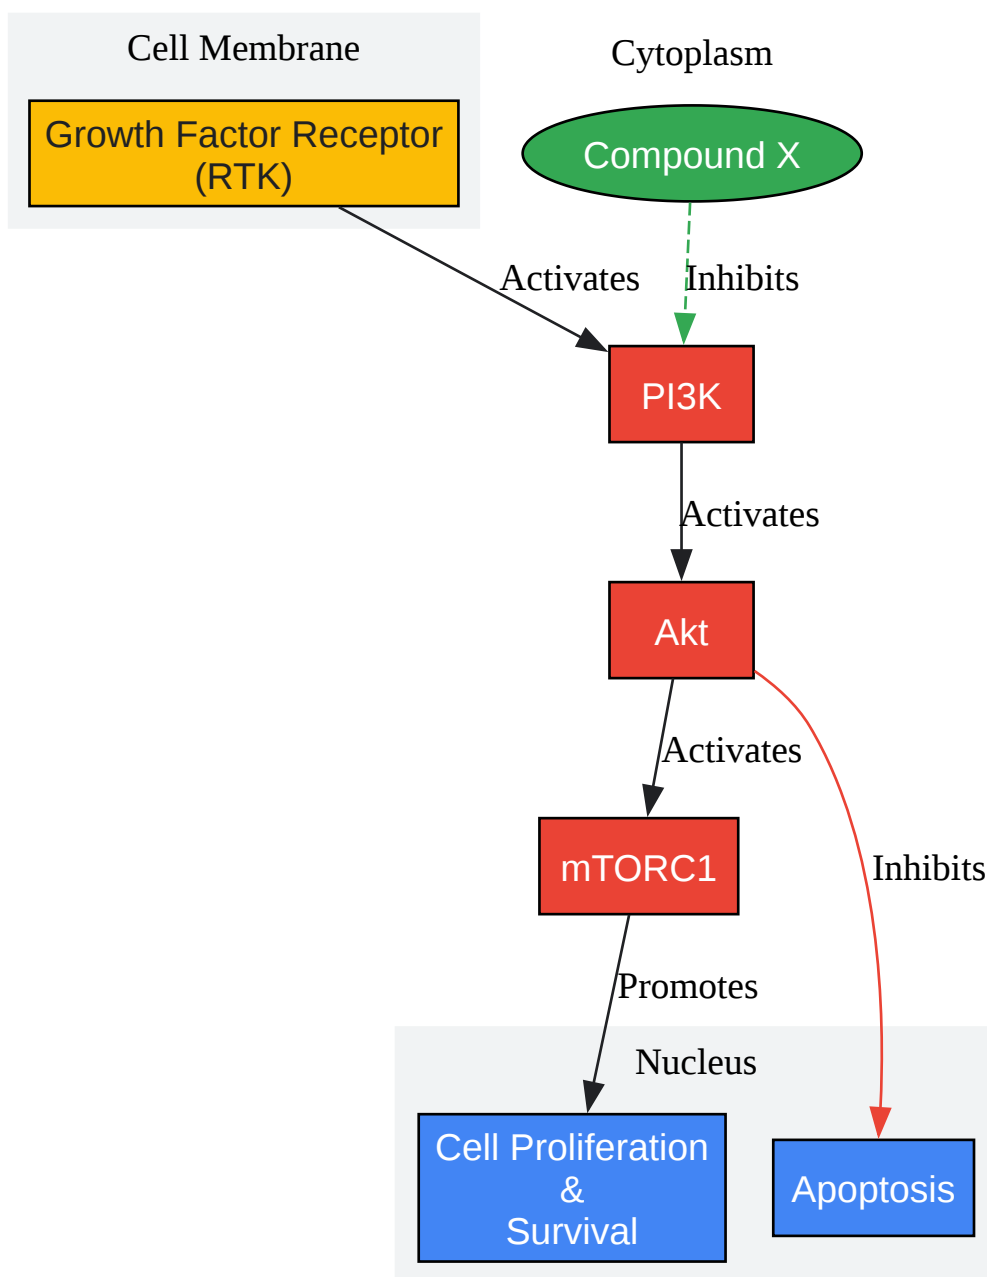 Cell Membrane
Cytoplasm
Growth Factor Receptor
(RTK)
Compound X
Activates
Inhibits
PI3K
Activates
Akt
Activates
mTORC1
Inhibits
Promotes
Nucleus
Cell Proliferation
&
Survival
Apoptosis